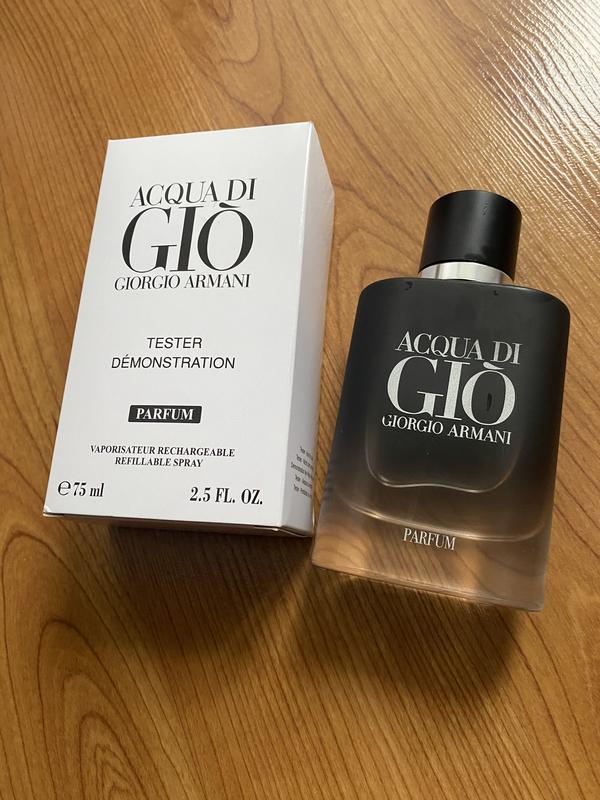 ACQUA DI
GIÒ
GIORGIO ARMANI
TESTER
DÉMONSTRATION
PARFUM
VAPORISATEUR RECHARGEABLE
REFILLABLE SPRAY
℮75 ml
2.5 FL. OZ.
ACQUA DI
GIÒ
GIORGIO ARMANI
PARFUM